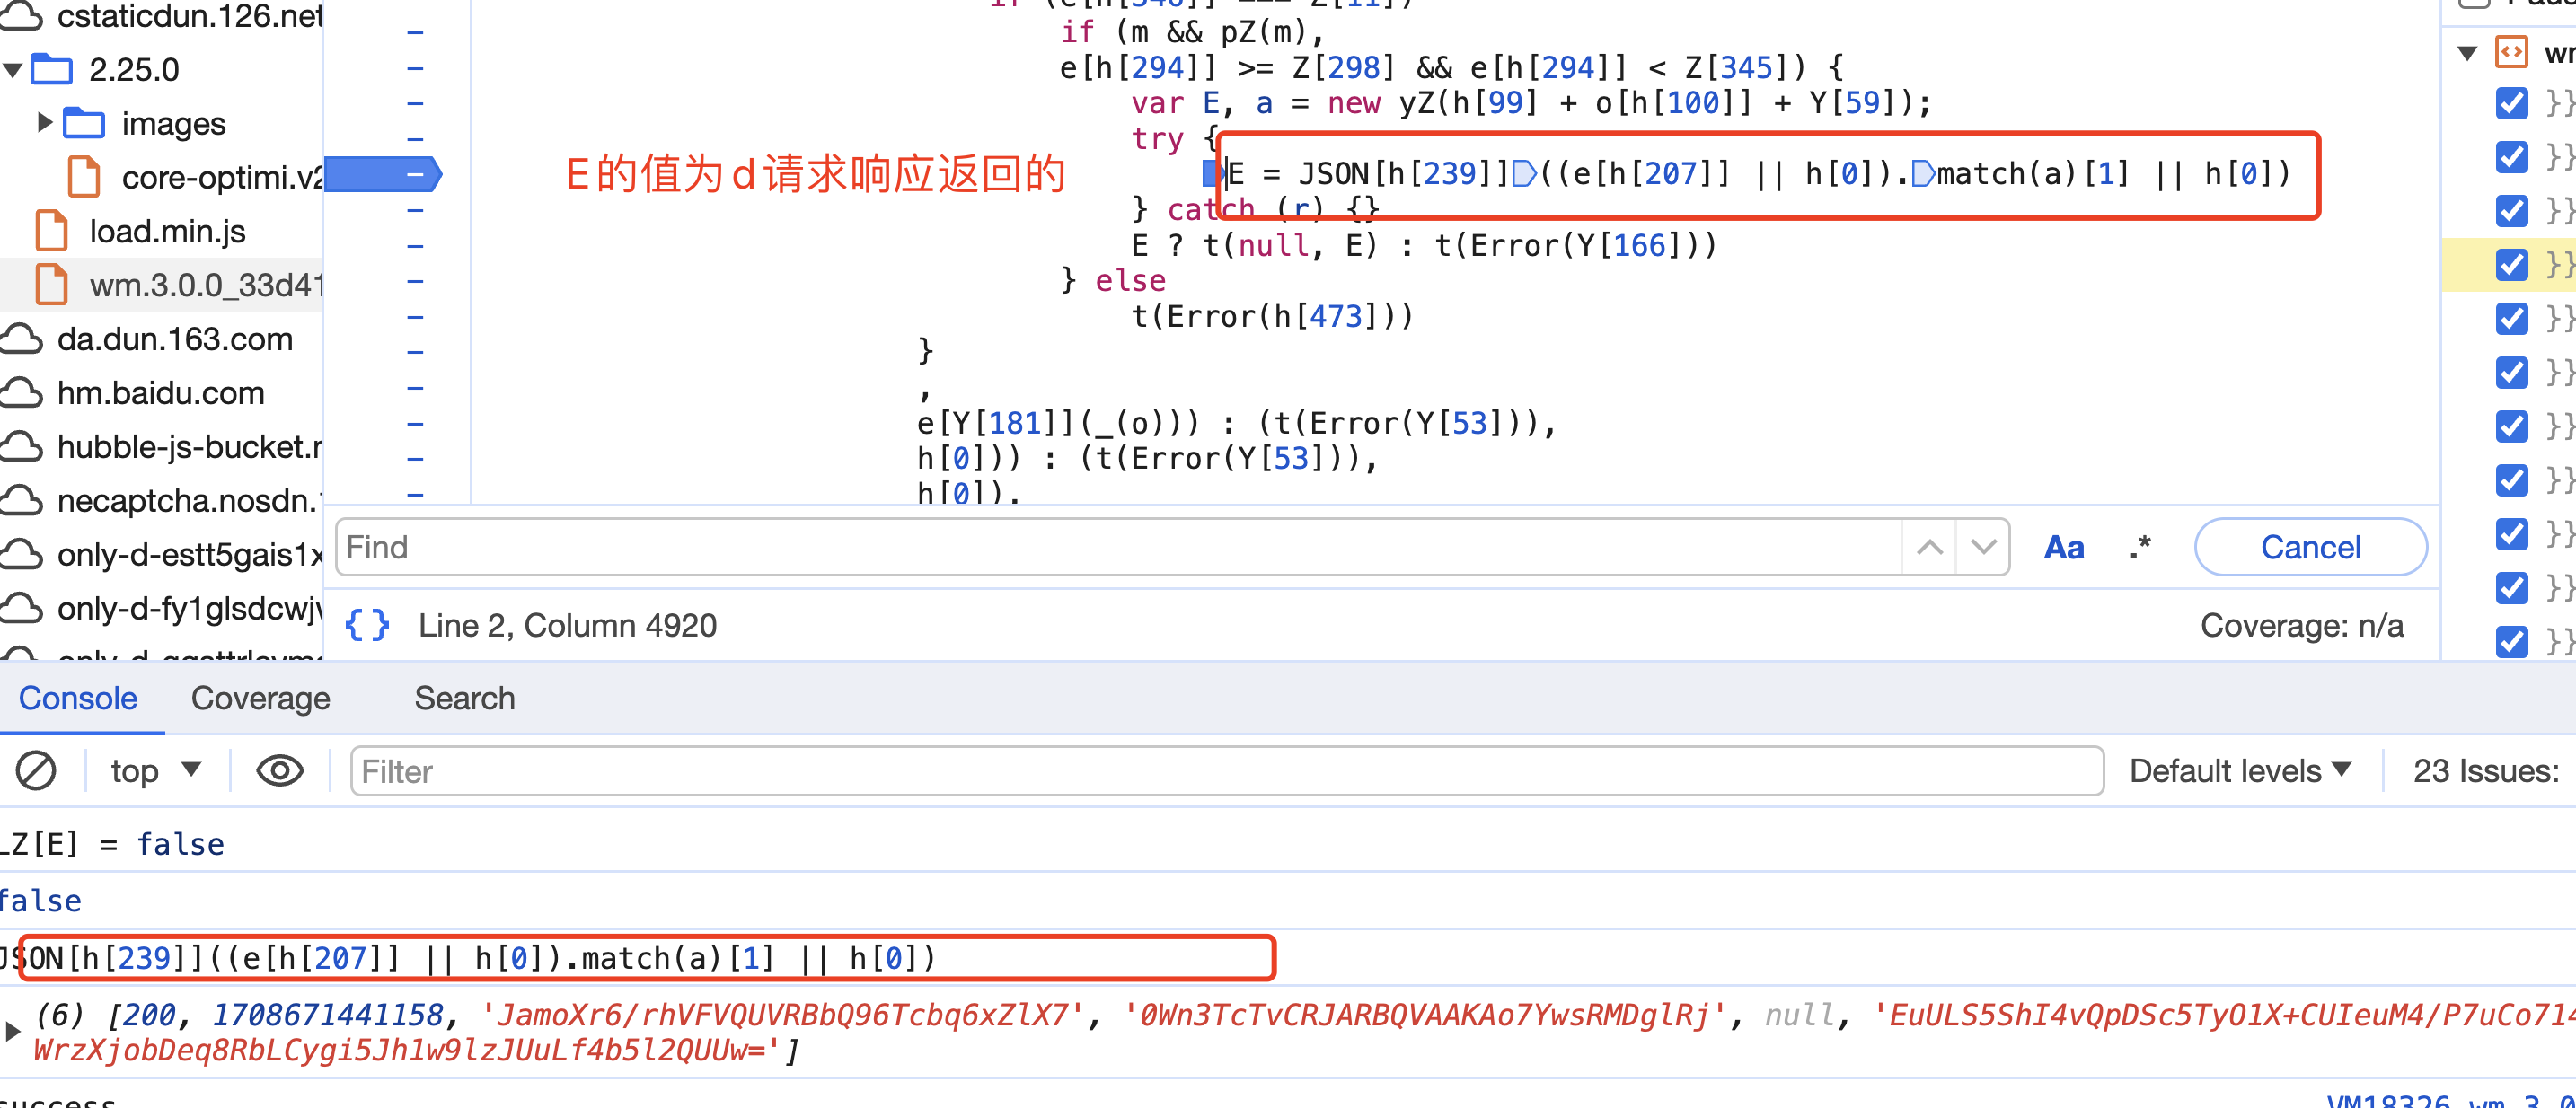 cstaticdun.126.net
2.25.0
images
core-optimi.v2
load.min.js
wm.3.0.0_33d41
da.dun.163.com
hm.baidu.com
hubble-js-bucket.r
necaptcha.nosdn.
only-d-estt5gais1x
only-d-fy1glsdcwjv
if (m && pZ(m),
e[h[294]] >= Z[298] && e[h[294]] < Z[345]) {
var E, a = new yZ(h[99] + o[h[100]] + Y[59]);
try {
E的值为d请求响应返回的
E = JSON[h[239]]((e[h[207]] || h[0]).match(a)[1] || h[0])
} catch (r) {}
E ? t(null, E) : t(Error(Y[166]))
} else
t(Error(h[473]))
}
,
e[Y[181]](_(o))) : (t(Error(Y[53])),
h[0])) : (t(Error(Y[53])),
h[0]).
wm
}}
}}
}}
}}
}}
}}
}}
}}
}}
}}
}}
Find
Aa
.*
Cancel
{ }
Line 2, Column 4920
Coverage: n/a
Console
Coverage
Search
top
Filter
Default levels
23 Issues:
LZ[E] = false
false
JSON[h[239]]((e[h[207]] || h[0]).match(a)[1] || h[0])
(6) [200, 1708671441158, 'JamoXr6/rhVFVQUVRBbQ96Tcbq6xZlX7', '0Wn3TcTvCRJARBQVAAKAo7YwsRMDglRj', null, 'EuULS5ShI4vQpDSc5TyO1X+CUIeuM4/P7uCo714
WrzXjobDeq8RbLCygi5Jh1w9lzJUuLf4b5l2QUUw=']
success
VM18326 wm.3.0